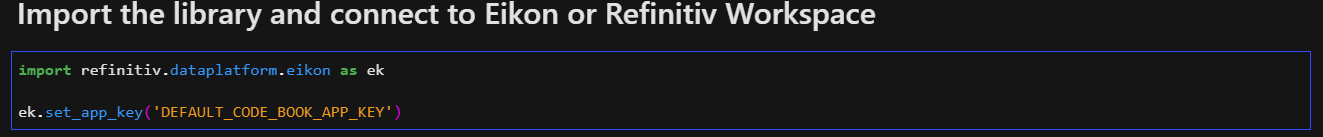 Import the library and connect to Eikon or Refinitiv Workspace
import refinitiv.dataplatform.eikon as ek
ek.set_app_key('DEFAULT_CODE_BOOK_APP_KEY')